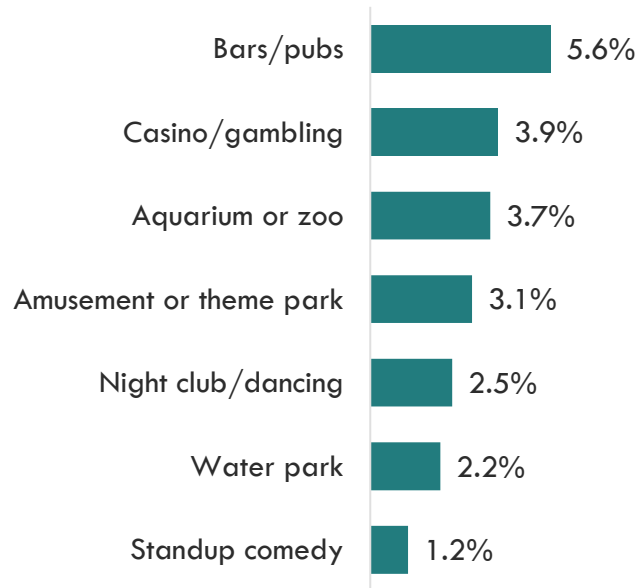 Bars/pubs 5.6%
Casino/gambling 3.9%
Aquarium or zoo 3.7%
Amusement or theme park 3.1%
Night club/dancing 2.5%
Water park 2.2%
Standup comedy 1.2%